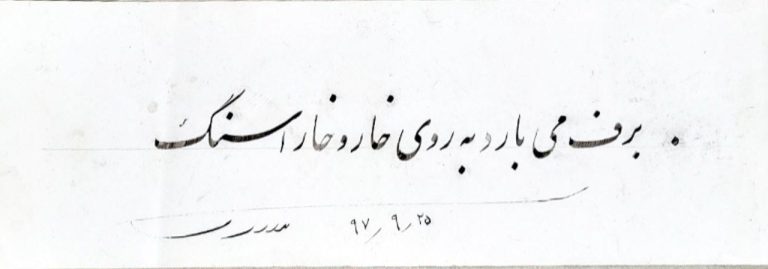 برف می بارد به روی خار و خارا سنگ
۹۷٫۹٫۲۵